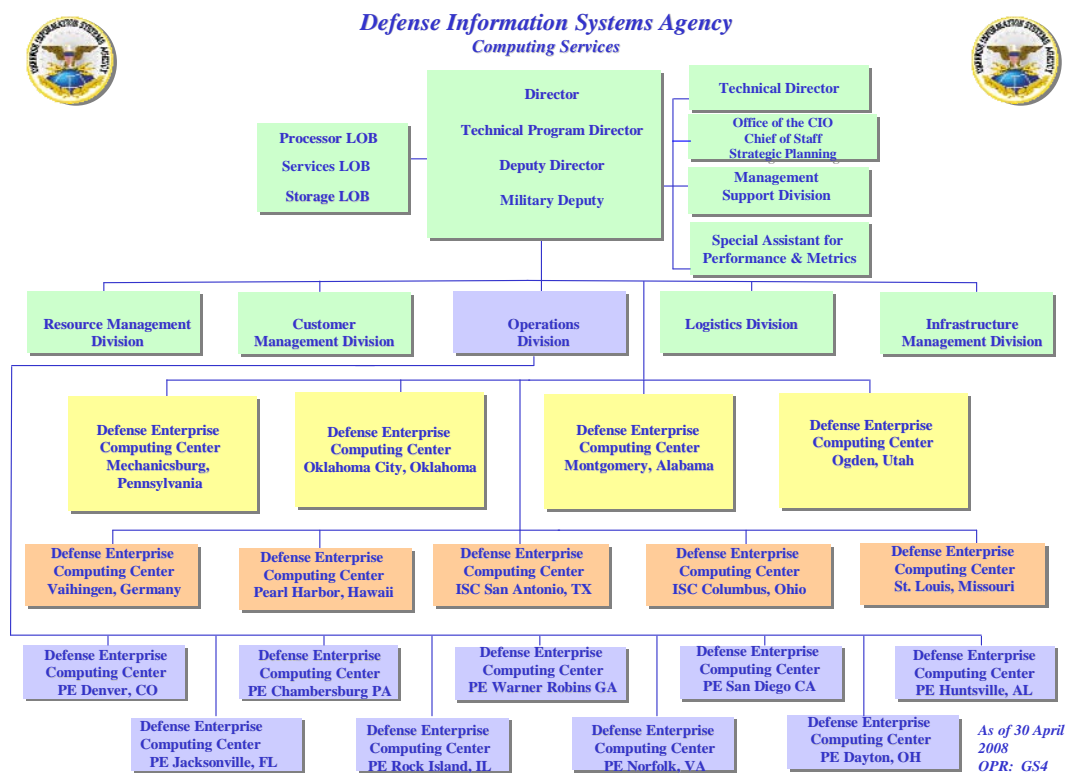 Defense Information Systems Agency
Computing Services
DEFENSE INFORMATION SYSTEMS AGENCY
DEFENSE INFORMATION SYSTEMS AGENCY
Director
Technical Program Director
Deputy Director
Military Deputy
Processor LOB
Services LOB
Storage LOB
Technical Director
Office of the CIO
Chief of Staff
Strategic Planning
Management
Support Division
Special Assistant for
Performance & Metrics
Resource Management
Division
Customer
Management Division
Operations
Division
Logistics Division
Infrastructure
Management Division
Defense Enterprise
Computing Center
Mechanicsburg,
Pennsylvania
Defense Enterprise
Computing Center
Oklahoma City, Oklahoma
Defense Enterprise
Computing Center
Montgomery, Alabama
Defense Enterprise
Computing Center
Ogden, Utah
Defense Enterprise
Computing Center
Vaihingen, Germany
Defense Enterprise
Computing Center
Pearl Harbor, Hawaii
Defense Enterprise
Computing Center
ISC San Antonio, TX
Defense Enterprise
Computing Center
ISC Columbus, Ohio
Defense Enterprise
Computing Center
St. Louis, Missouri
Defense Enterprise
Computing Center
PE Denver, CO
Defense Enterprise
Computing Center
PE Chambersburg PA
Defense Enterprise
Computing Center
PE Warner Robins GA
Defense Enterprise
Computing Center
PE San Diego CA
Defense Enterprise
Computing Center
PE Huntsville, AL
Defense Enterprise
Computing Center
PE Jacksonville, FL
Defense Enterprise
Computing Center
PE Rock Island, IL
Defense Enterprise
Computing Center
PE Norfolk, VA
Defense Enterprise
Computing Center
PE Dayton, OH
As of 30 April
2008
OPR: GS4